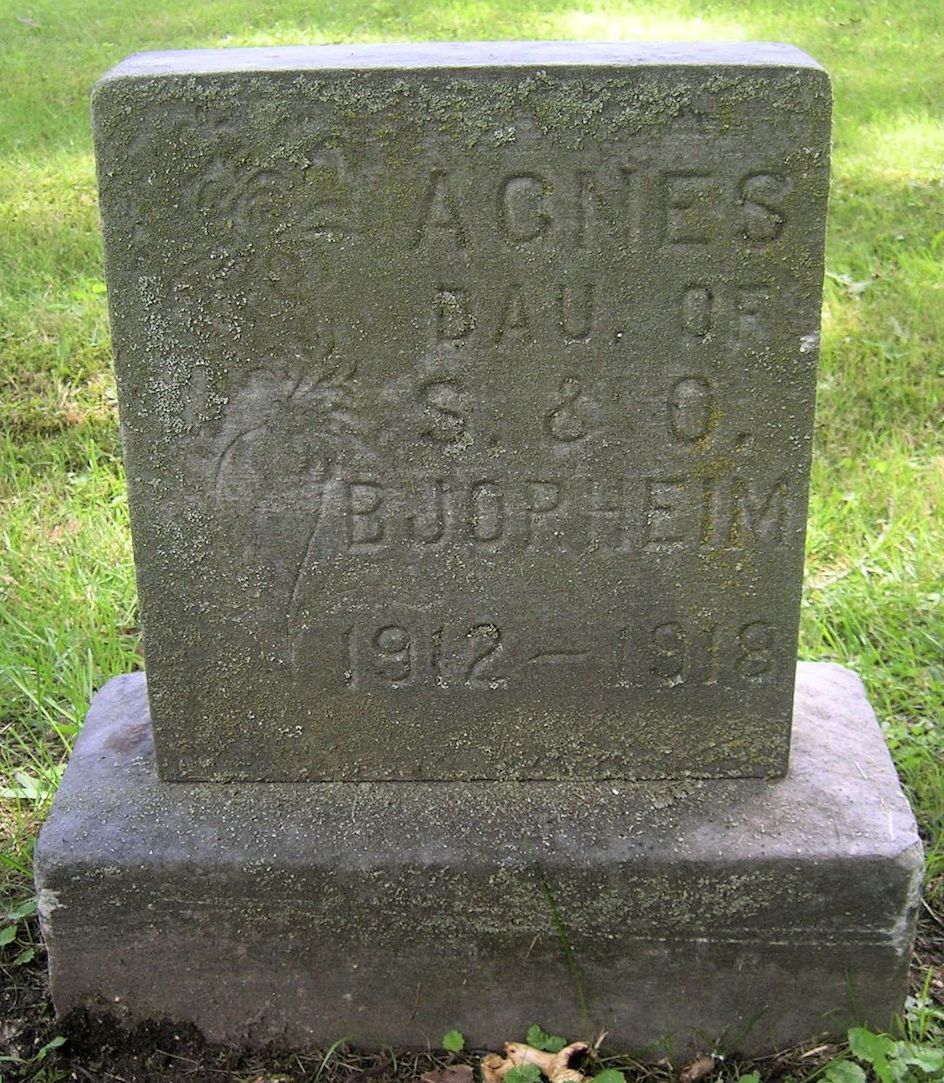 AGNES
DAU. OF
S. & O.
BJORHEIM
1912 — 1918